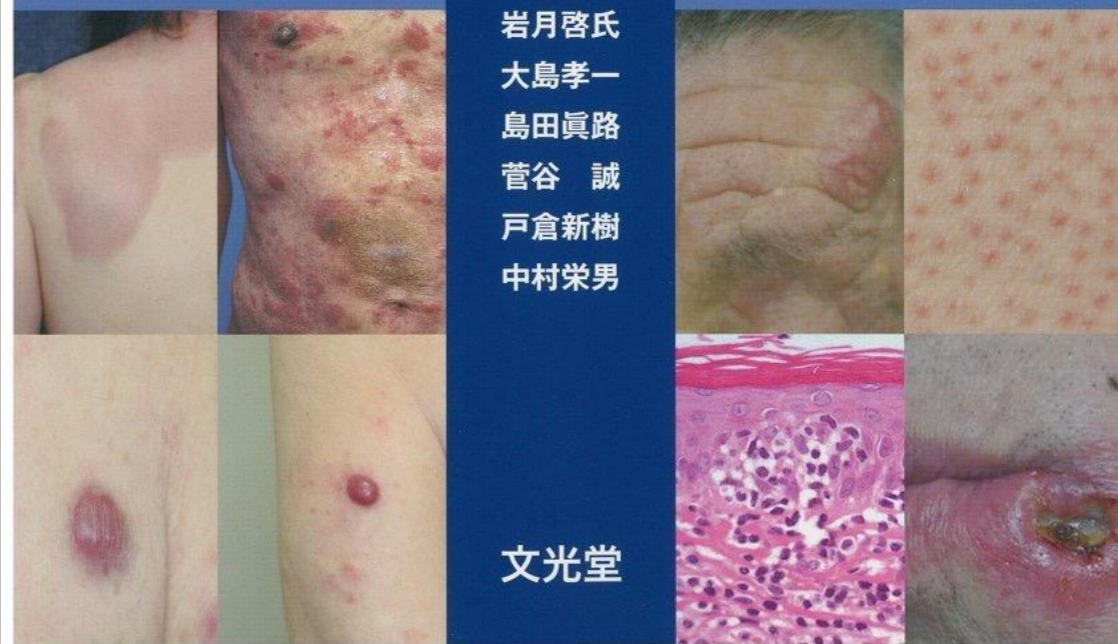 岩月啓氏
大島孝一
島田眞路
菅谷　誠
戸倉新樹
中村栄男
文光堂